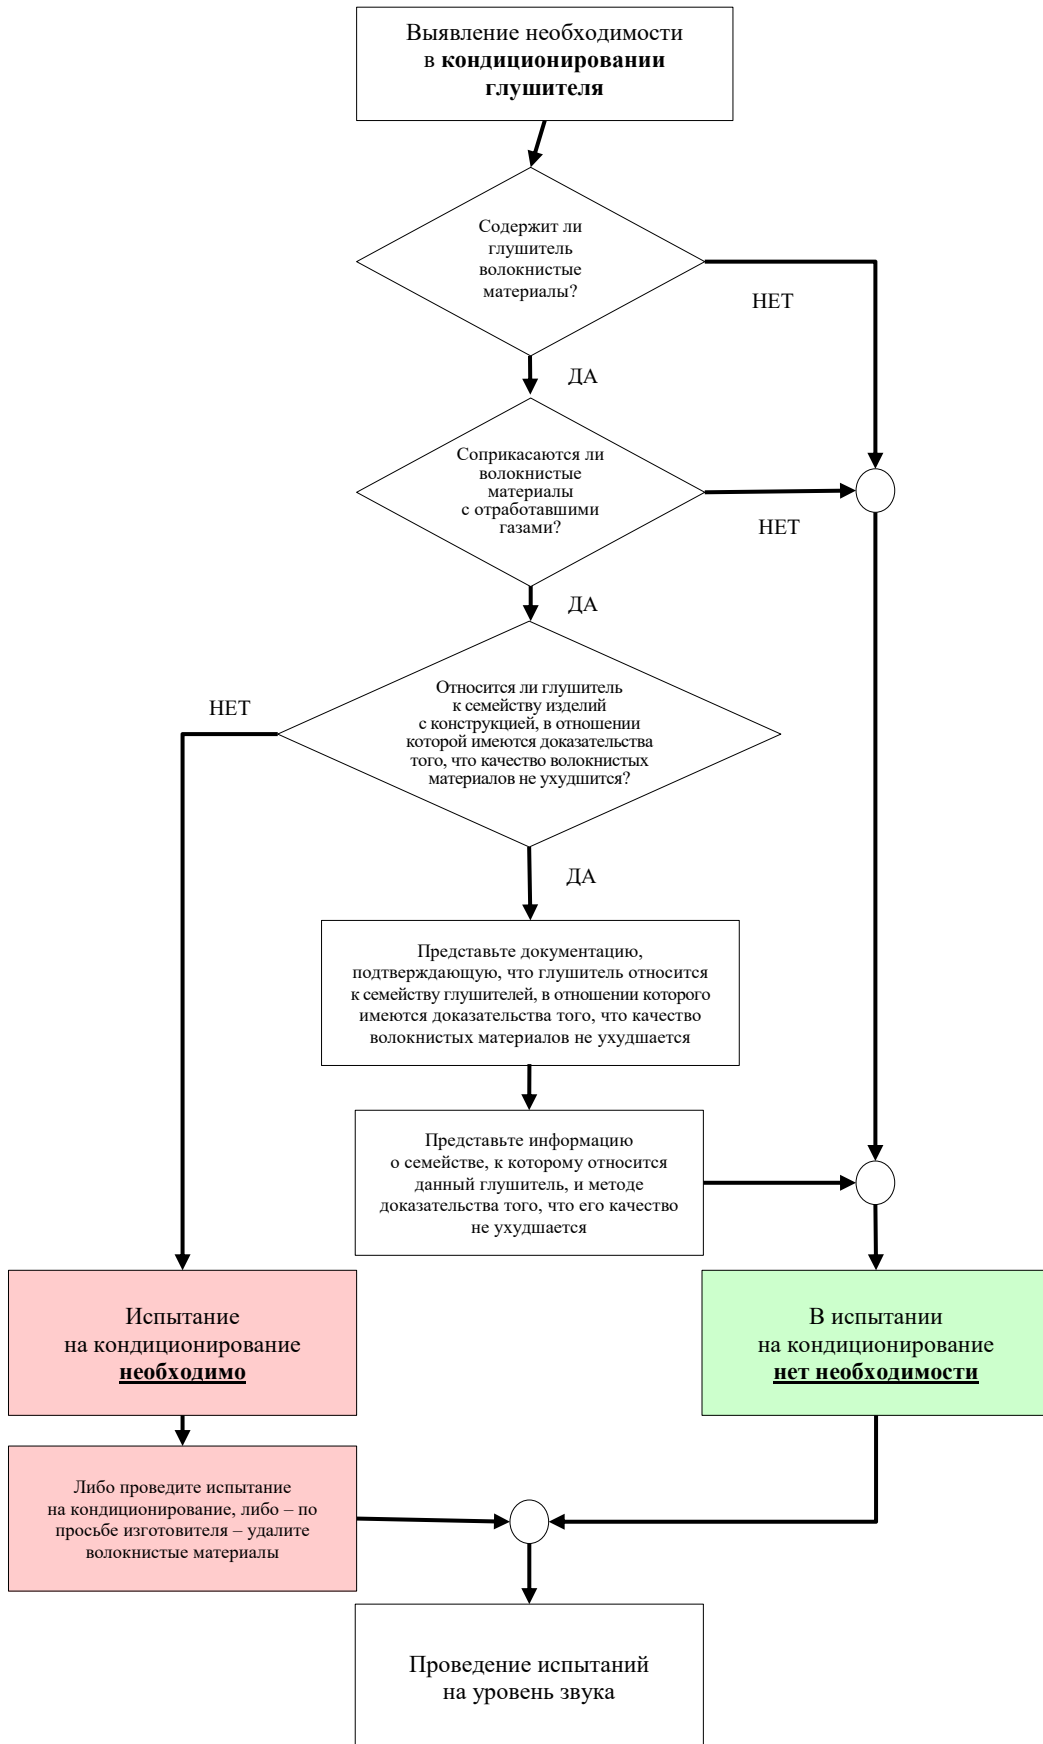 Выявление необходимости
в кондиционировании
глушителя
Содержит ли
глушитель
волокнистые
материалы?
НЕТ
ДА
Соприкасаются ли
волокнистые
материалы
с отработавшими
газами?
НЕТ
ДА
Относится ли глушитель
к семейству изделий
с конструкцией, в отношении
которой имеются доказательства
того, что качество волокнистых
материалов не ухудшится?
НЕТ
ДА
Представьте документацию,
подтверждающую, что глушитель относится
к семейству глушителей, в отношении которого
имеются доказательства того, что качество
волокнистых материалов не ухудшается
Представьте информацию
о семействе, к которому относится
данный глушитель, и методе
доказательства того, что его качество
не ухудшается
Испытание
на кондиционирование
необходимо
В испытании
на кондиционирование
нет необходимости
Либо проведите испытание
на кондиционирование, либо – по
просьбе изготовителя – удалите
волокнистые материалы
Проведение испытаний
на уровень звука